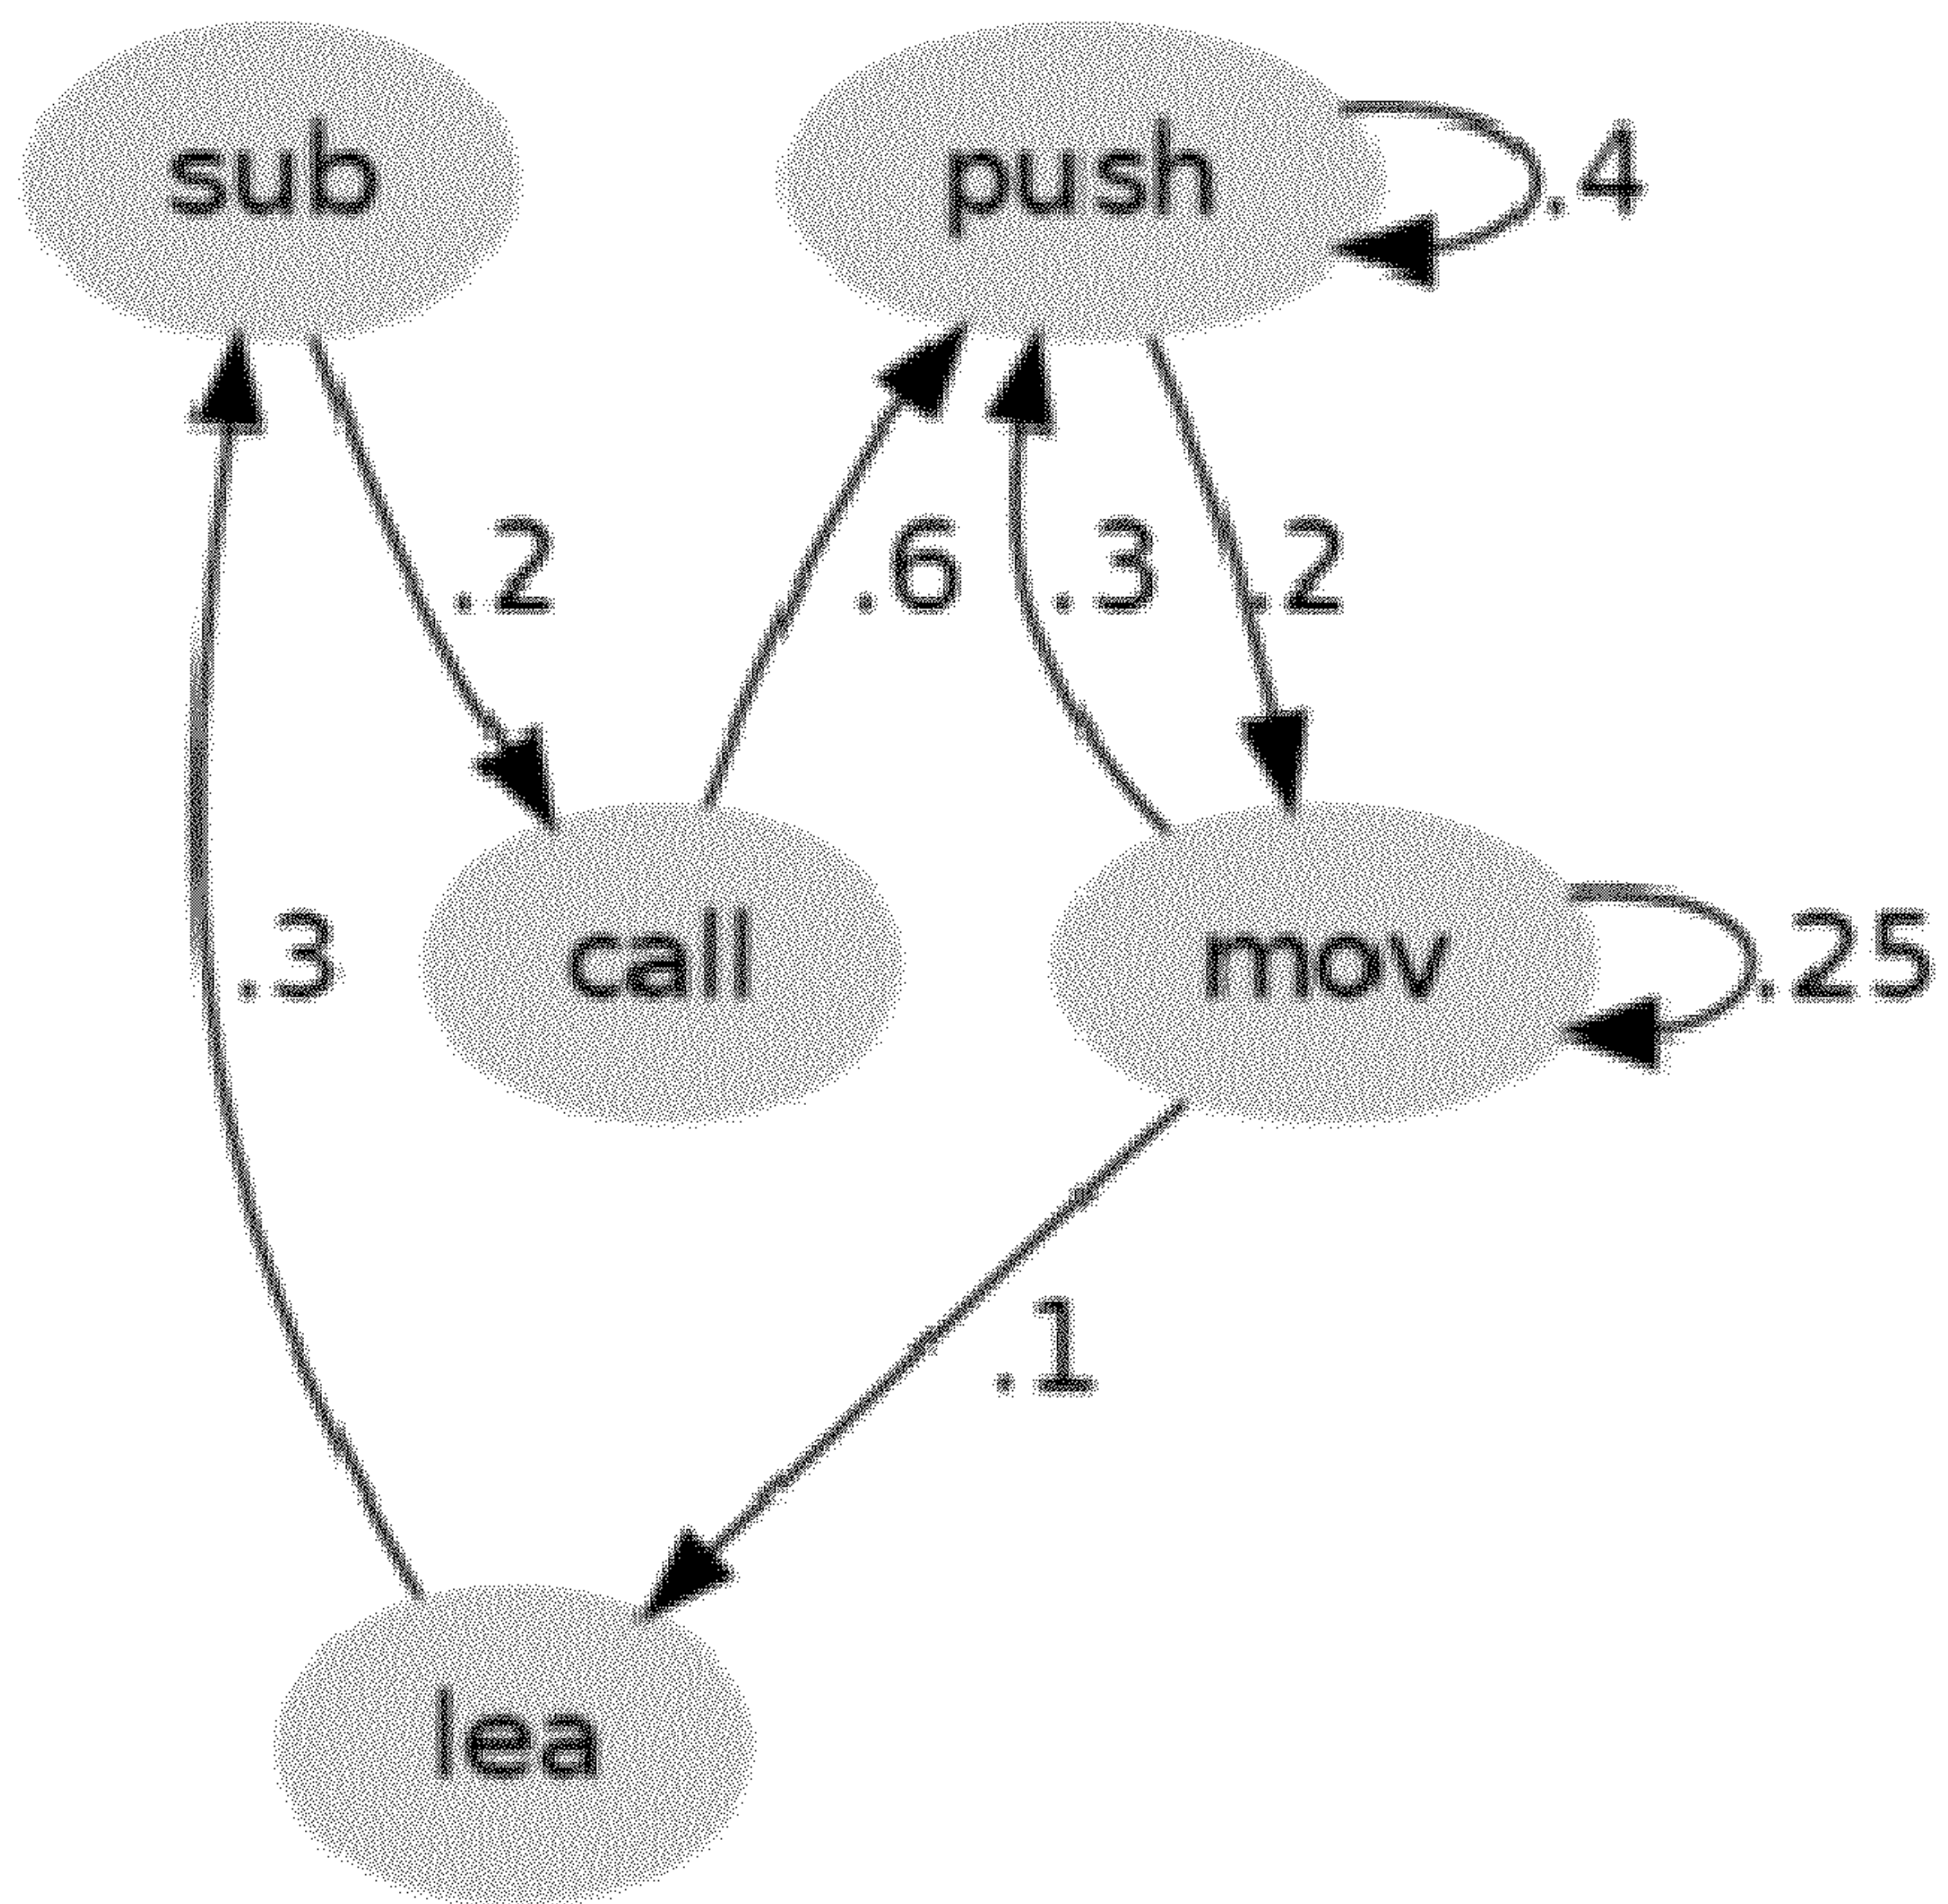 sub push .4
.2 .6 .3 .2
.3 call mov .25
.1
lea